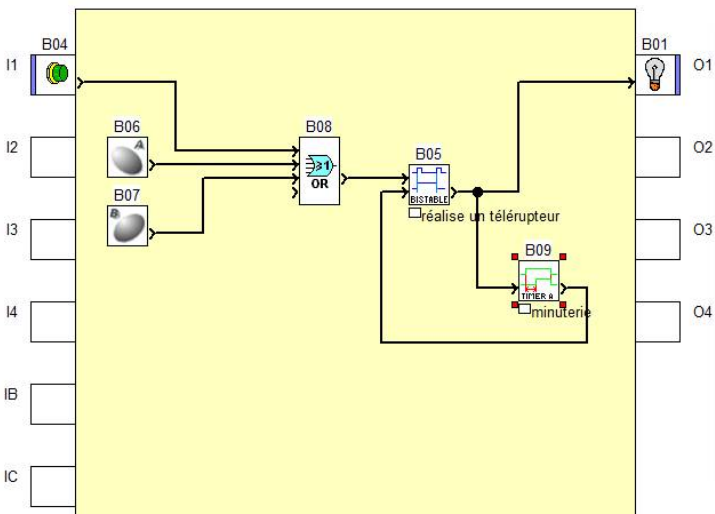 B04
B01
I1
O1
B06
B08
I2
A
≥1
OR
B05
O2
B07
BISTABLE
réalise un télérupteur
I3
B
B09
O3
TIMER A
minuterie
I4
O4
IB
IC